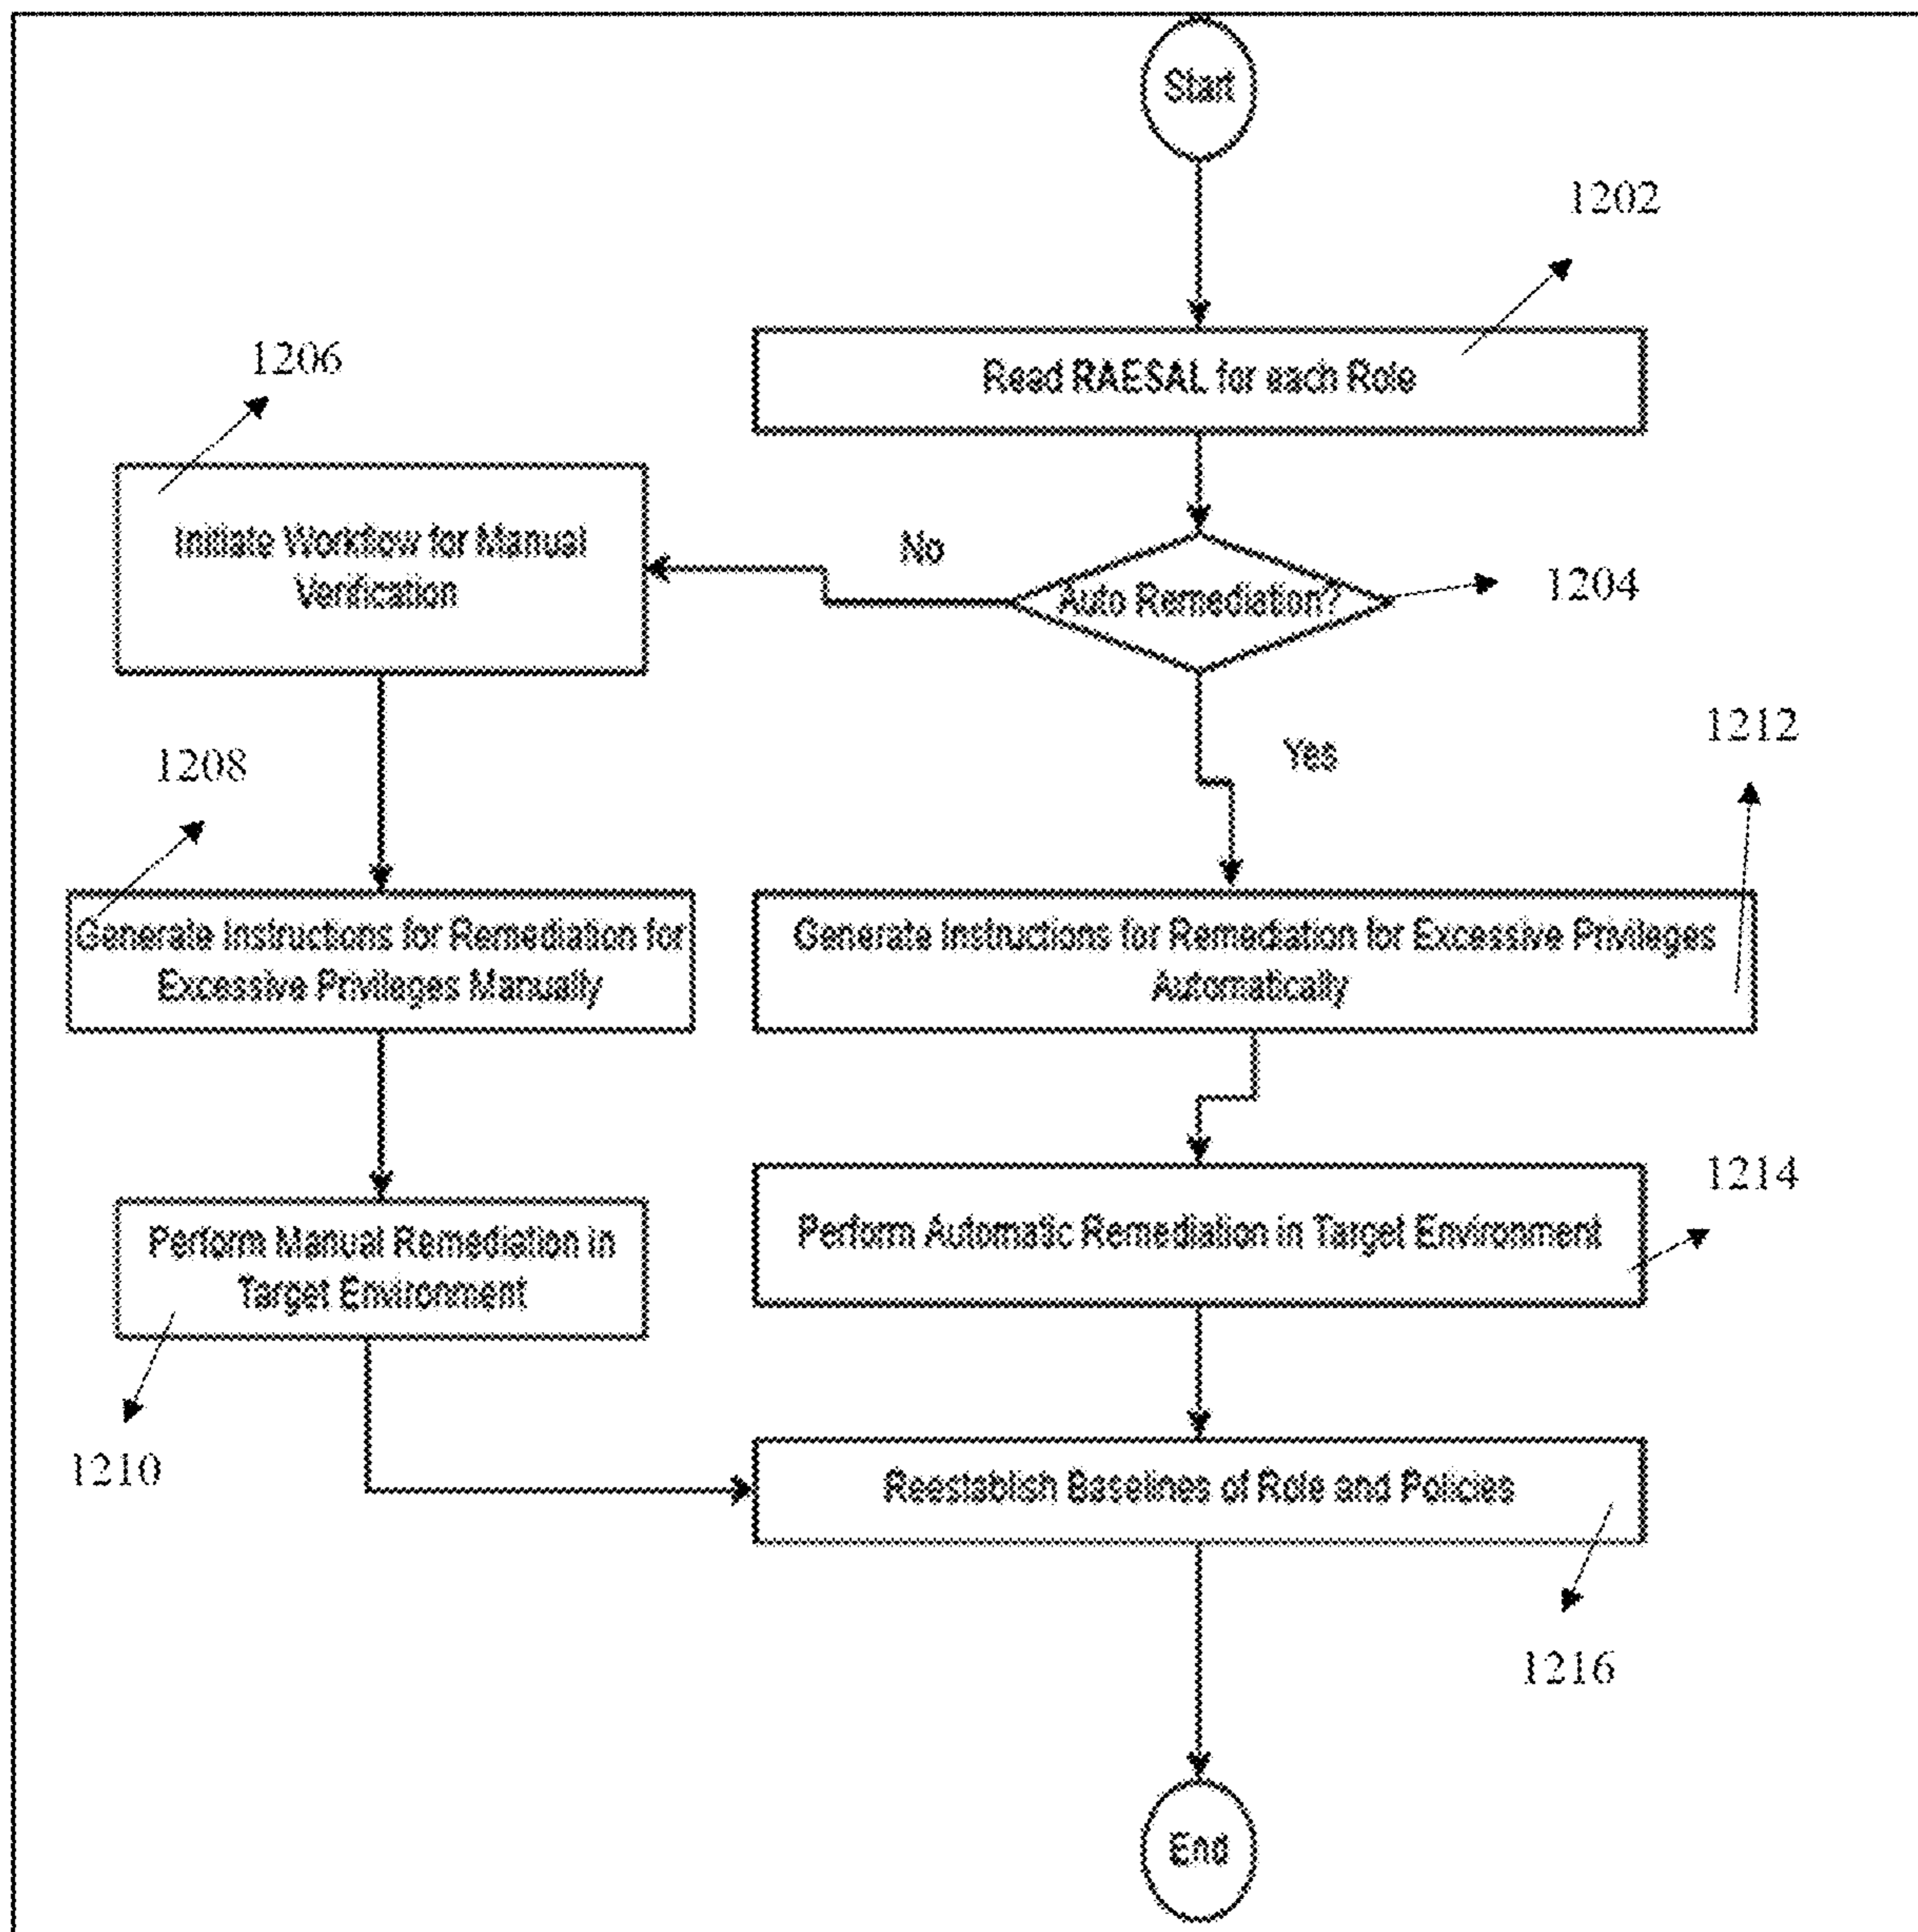 Start
1202
Read RAESAL for each Role
1206
Initiate Workflow for Manual
Verification
No
Auto Remediation?
1204
Yes
1212
1208
Generate Instructions for Remediation for
Excessive Privileges Manually
Generate Instructions for Remediation for Excessive Privileges
Automatically
1214
Perform Manual Remediation in
Target Environment
Perform Automatic Remediation in Target Environment
1210
Reestablish Baselines of Role and Policies
1216
End